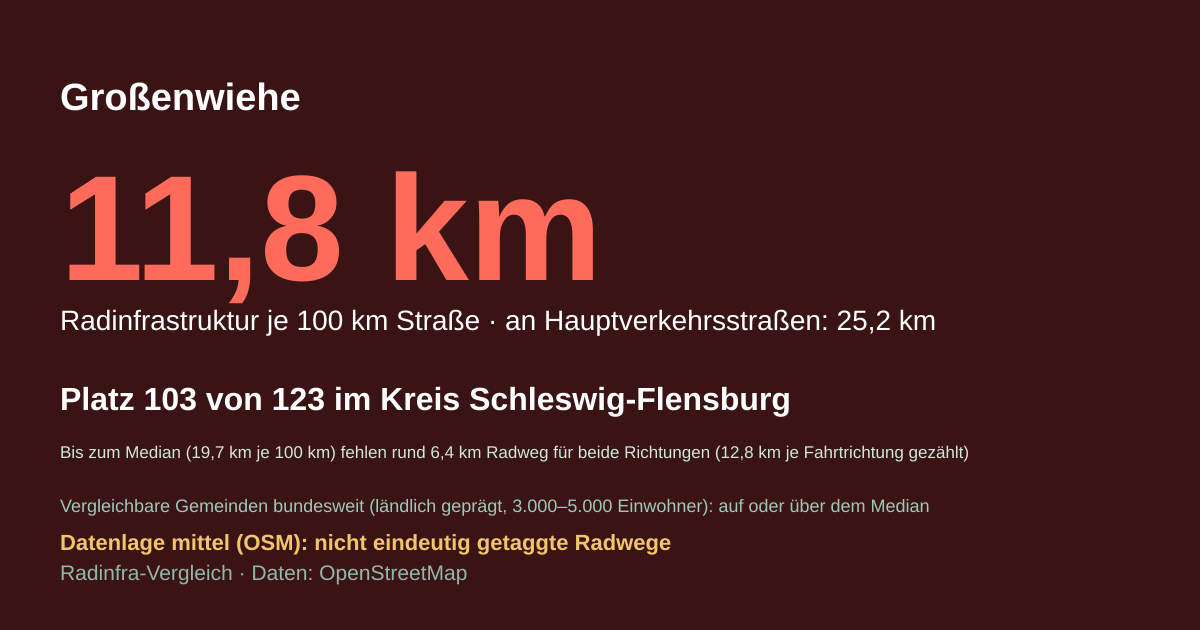 Großenwiehe
11,8 km
Radinfrastruktur je 100 km Straße · an Hauptverkehrsstraßen: 25,2 km
Platz 103 von 123 im Kreis Schleswig-Flensburg
Bis zum Median (19,7 km je 100 km) fehlen rund 6,4 km Radweg für beide Richtungen (12,8 km je Fahrtrichtung gezählt)
Vergleichbare Gemeinden bundesweit (ländlich geprägt, 3.000–5.000 Einwohner): auf oder über dem Median
Datenlage mittel (OSM): nicht eindeutig getaggte Radwege
Radinfra-Vergleich · Daten: OpenStreetMap